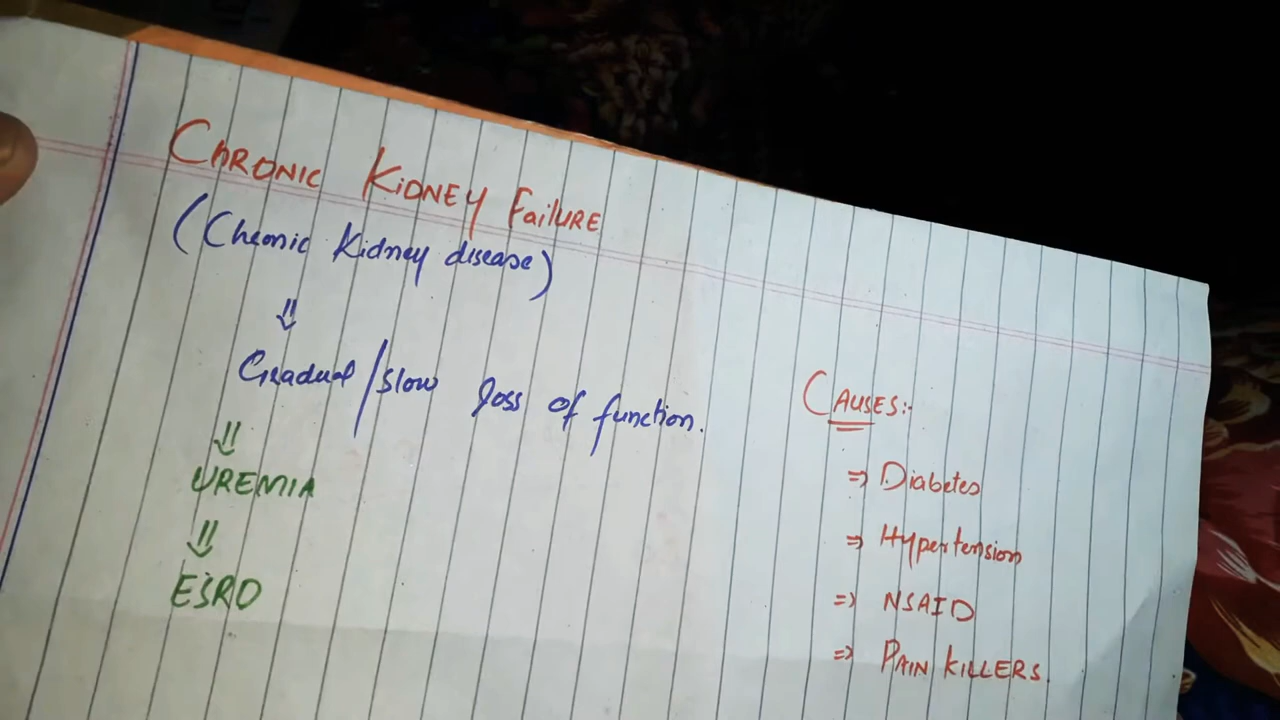 CHRONIC KIDNEY FAILURE
(Chronic Kidney disease)
⇓
Gradual/slow loss of function.
⇓
UREMIA
⇓
ESRD
CAUSES:-
⇒ Diabetes
⇒ Hypertension
⇒ NSAID
⇒ PAIN KILLERS.